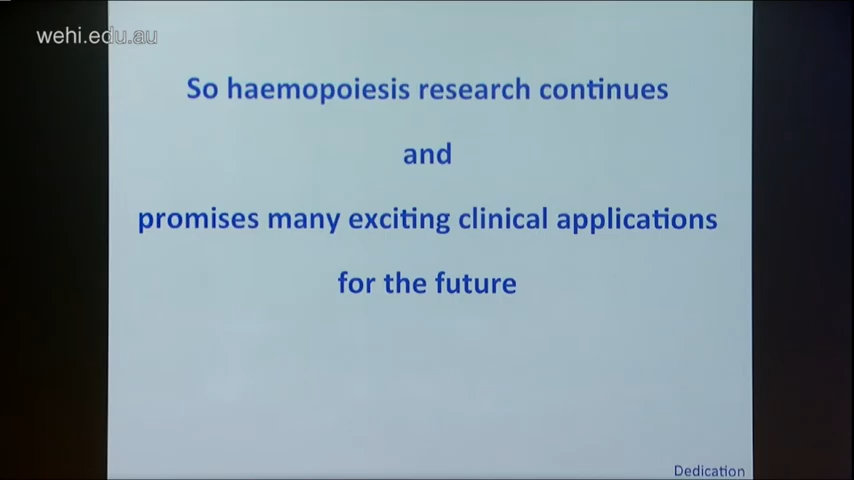 wehi.edu.au
So haemopoiesis research continues
and
promises many exciting clinical applications
for the future
Dedication